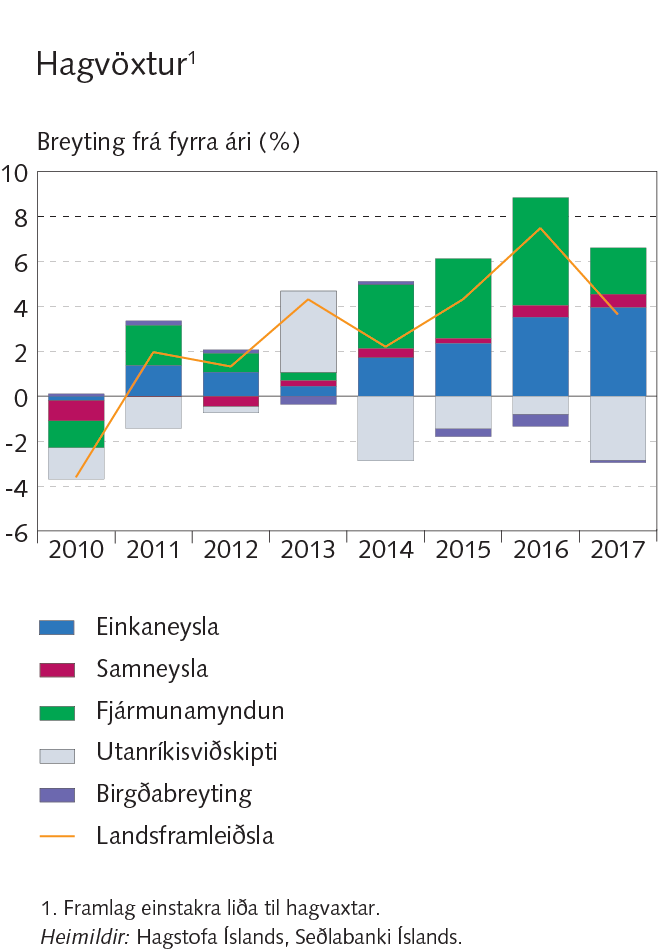 Hagvöxtur¹
Breyting frá fyrra ári (%)
10
8
6
4
2
0
-2
-4
-6
2010 2011 2012 2013 2014 2015 2016 2017
Einkaneysla
Samneysla
Fjármunamyndun
Utanríkisviðskipti
Birgðabreyting
Landsframleiðsla
1. Framlag einstakra liða til hagvaxtar.
Heimildir: Hagstofa Íslands, Seðlabanki Íslands.